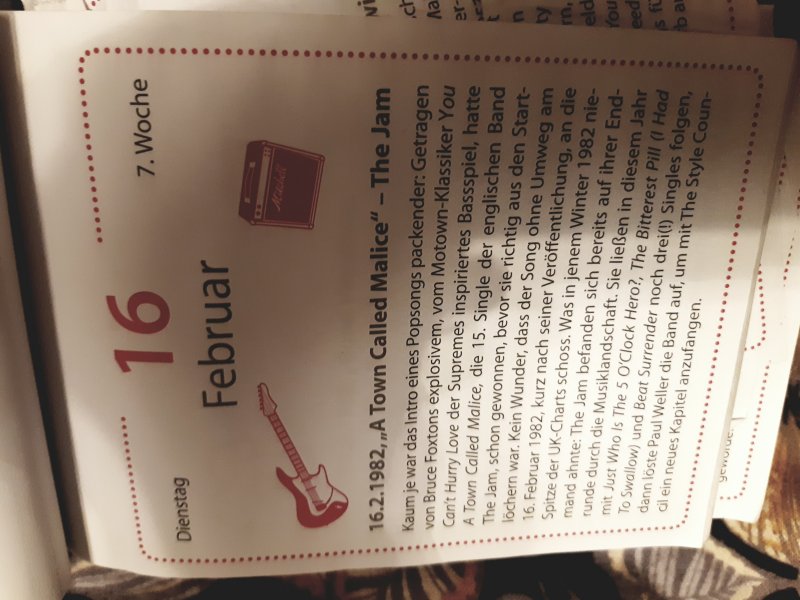 Dienstag
16
Februar
7. Woche
Marshall
16.2.1982, „A Town Called Malice“ – The Jam
Kaum je war das Intro eines Popsongs packender: Getragen
von Bruce Foxtons explosivem, vom Motown-Klassiker You
Can't Hurry Love der Supremes inspiriertes Bassspiel, hatte
A Town Called Malice, die 15. Single der englischen Band
The Jam, schon gewonnen, bevor sie richtig aus den Start-
löchern war. Kein Wunder, dass der Song ohne Umweg am
16. Februar 1982, kurz nach seiner Veröffentlichung, an die
Spitze der UK-Charts schoss. Was in jenem Winter 1982 nie-
mand ahnte: The Jam befanden sich bereits auf ihrer End-
runde durch die Musiklandschaft. Sie ließen in diesem Jahr
mit Just Who Is The 5 O'Clock Hero?, The Bitterest Pill (I Had
To Swallow) und Beat Surrender noch drei(!) Singles folgen,
dann löste Paul Weller die Band auf, um mit The Style Coun-
cil ein neues Kapitel anzufangen.